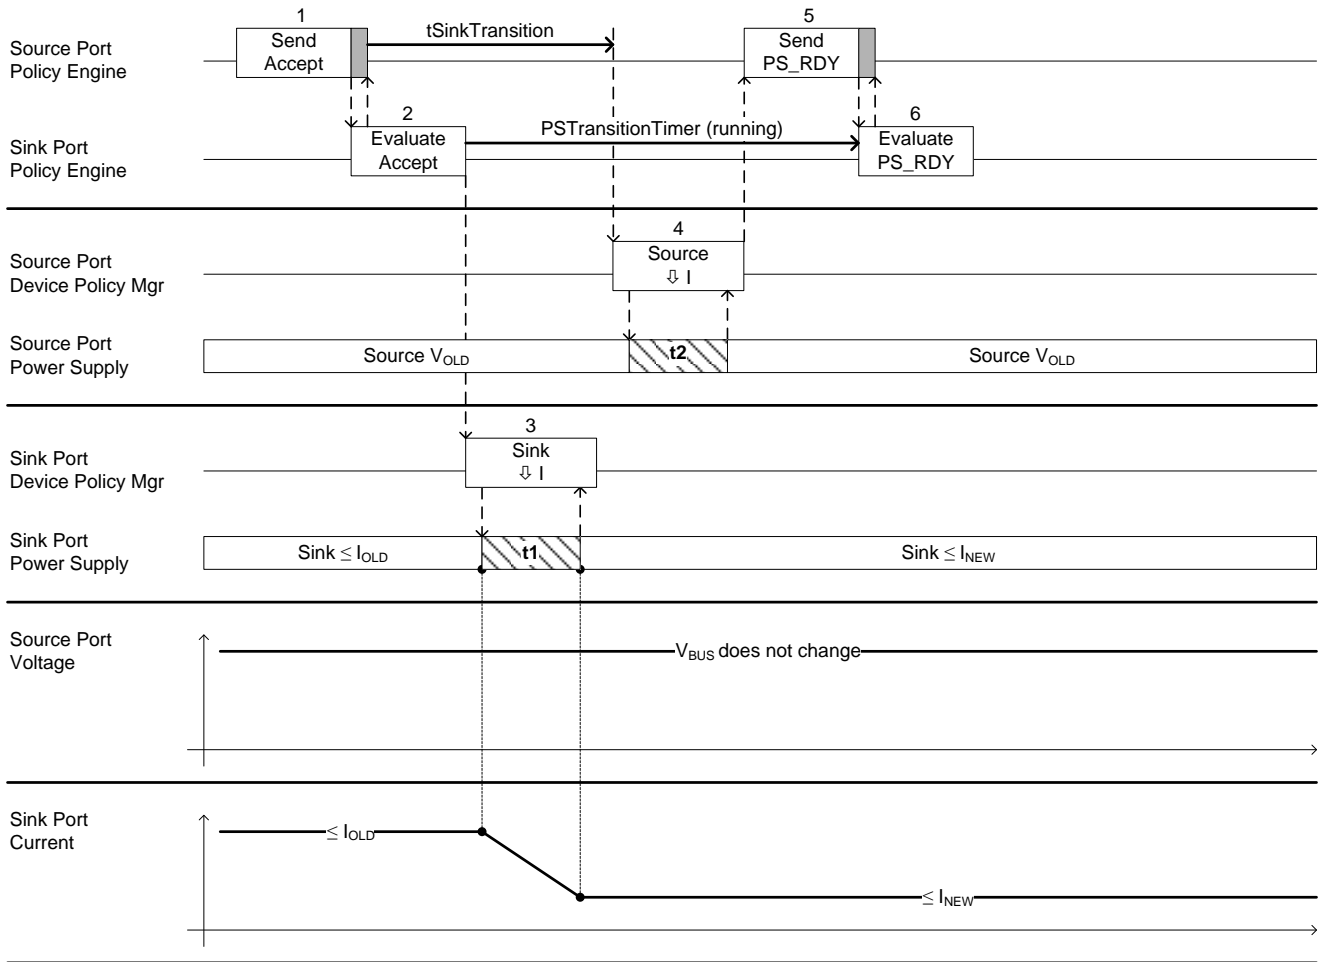 1
5
Source Port
Policy Engine
Send
Accept
tSinkTransition
Send
PS_RDY
2
6
Sink Port
Policy Engine
Evaluate
Accept
PSTransitionTimer (running)
Evaluate
PS_RDY
4
Source Port
Device Policy Mgr
Source
⇩ I
Source Port
Power Supply
Source VOLD
t2
Source VOLD
3
Sink Port
Device Policy Mgr
Sink
⇩ I
Sink Port
Power Supply
Sink ≤ IOLD
t1
Sink ≤ INEW
Source Port
Voltage
VBUS does not change
Sink Port
Current
≤ IOLD
≤ INEW